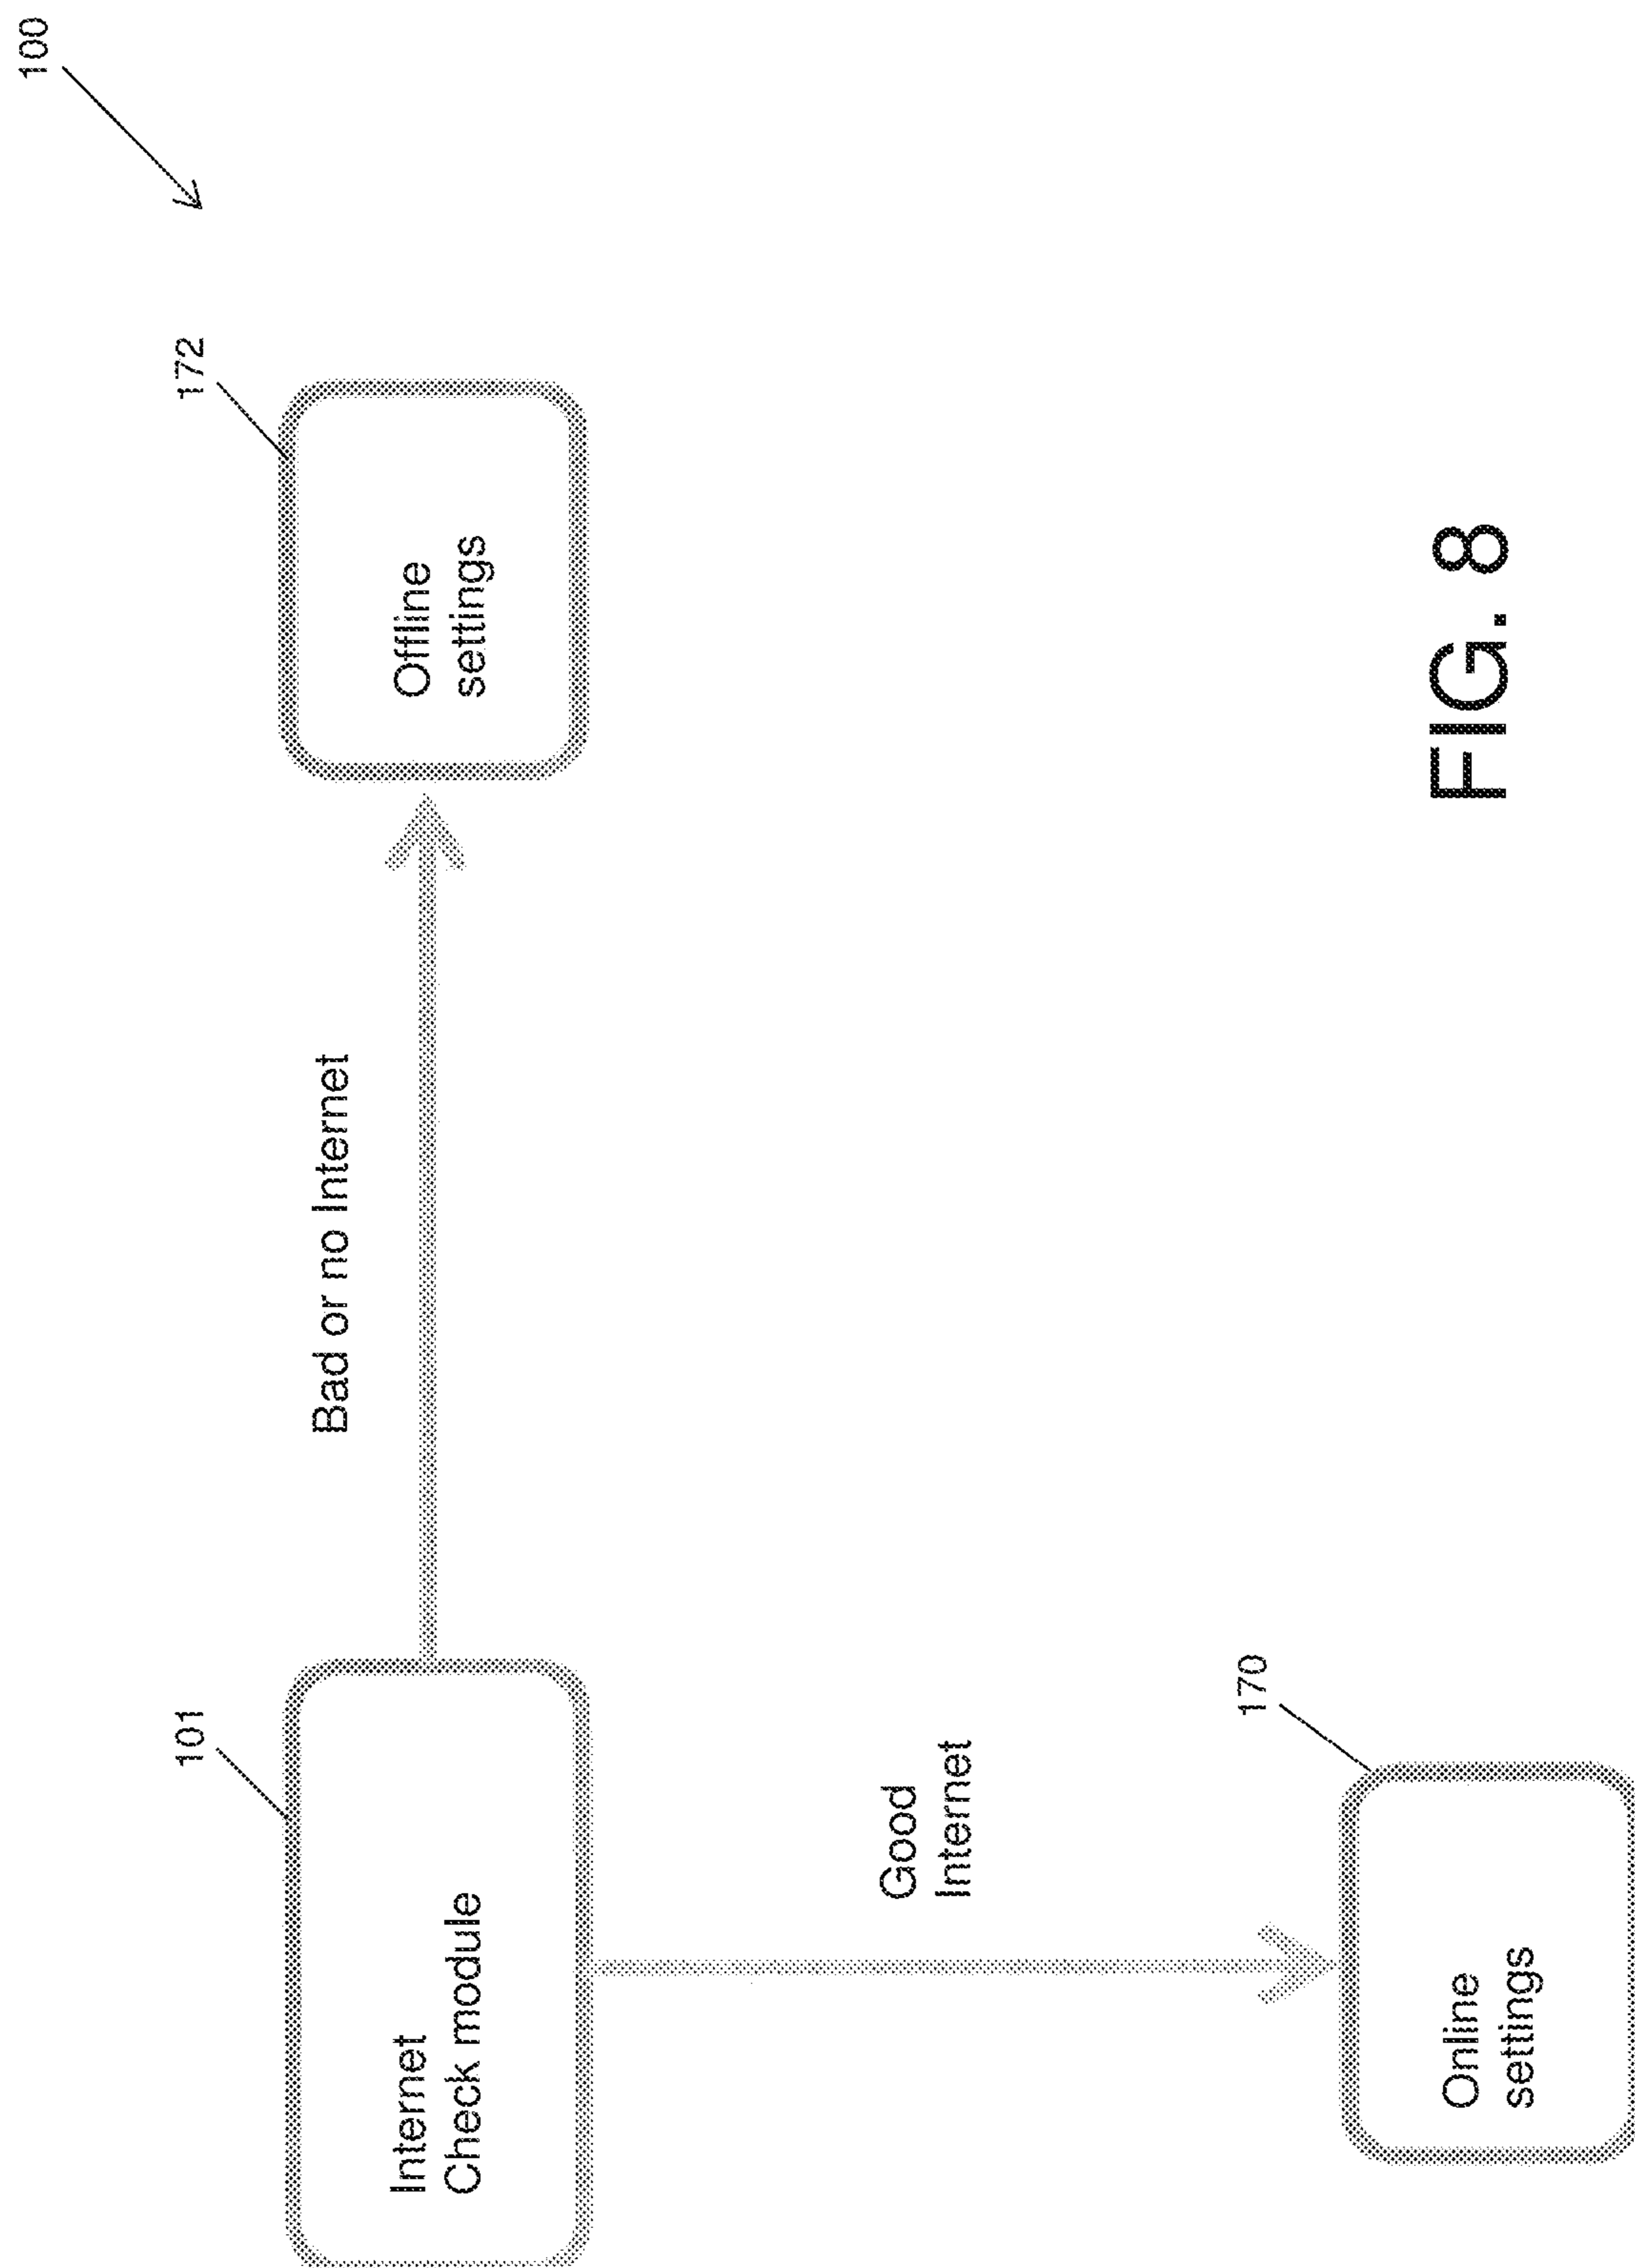 100
101
Internet
Check module
Bad or no Internet
172
Offline
settings
Good
Internet
170
Online
settings
FIG. 8